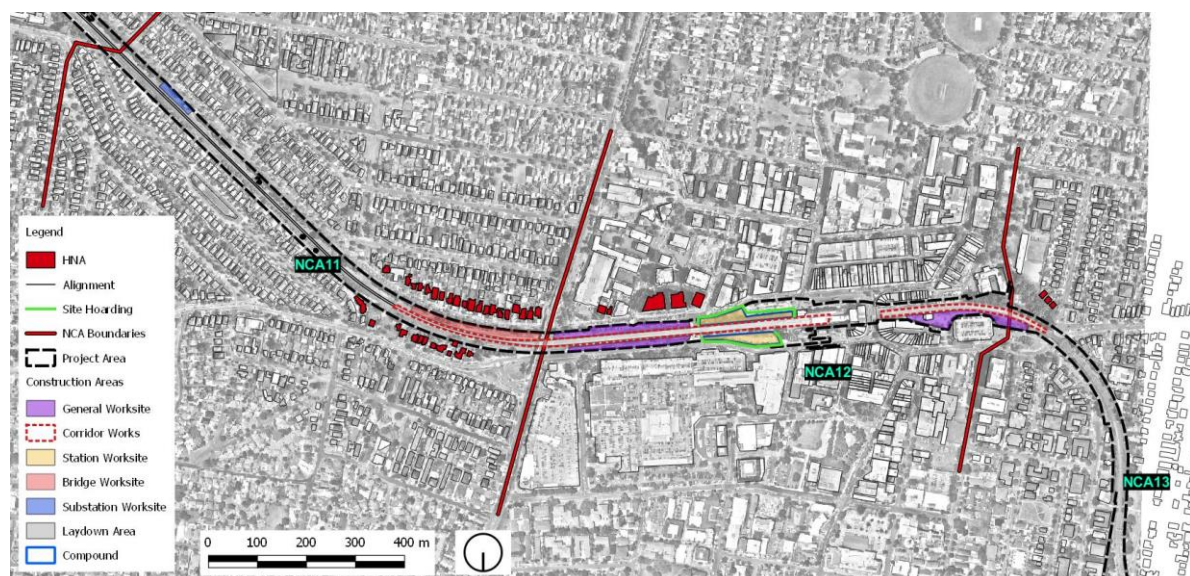 NCA11
NCA12
NCA13
Legend
HNA
Alignment
Site Hoarding
NCA Boundaries
Project Area
Construction Areas
General Worksite
Corridor Works
Station Worksite
Bridge Worksite
Substation Worksite
Laydown Area
Compound
0 100 200 300 400 m